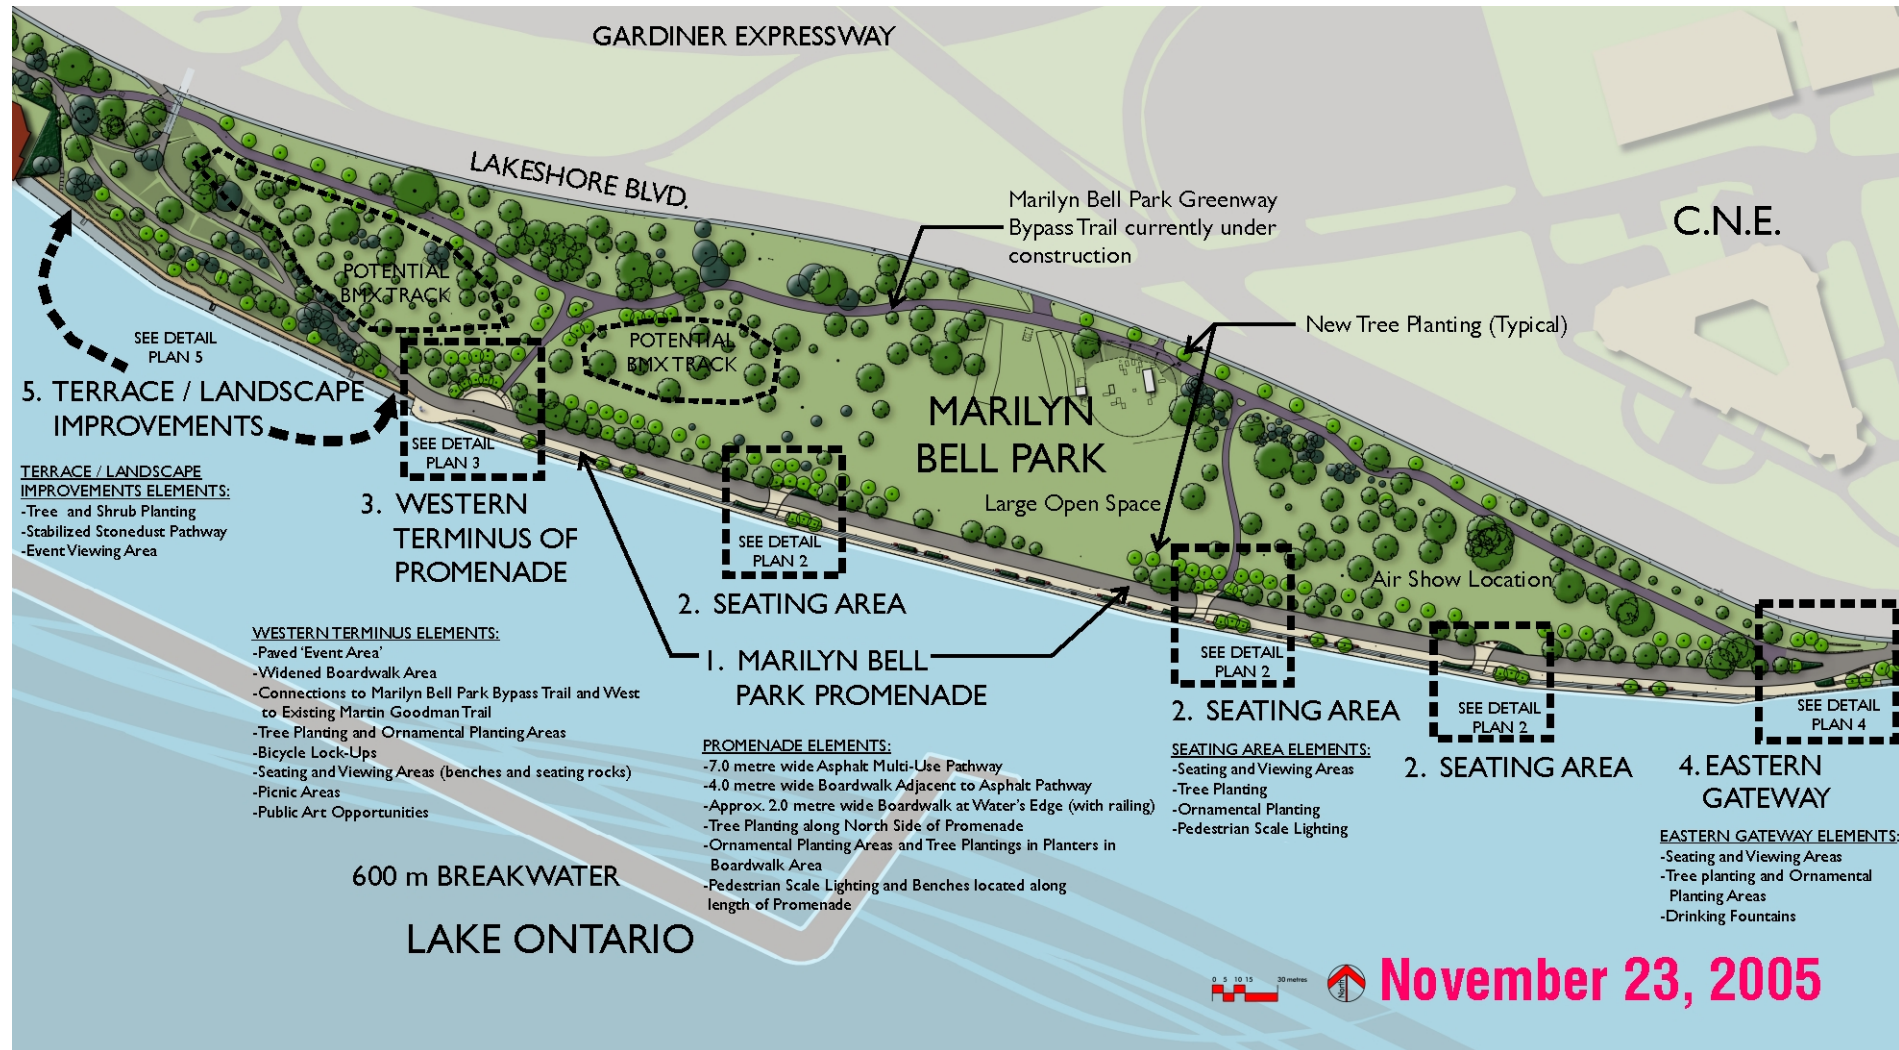 GARDINER EXPRESSWAY
LAKESHORE BLVD.
Marilyn Bell Park Greenway
Bypass Trail currently under
construction
C.N.E.
POTENTIAL
BMX TRACK
POTENTIAL
BMX TRACK
New Tree Planting (Typical)
SEE DETAIL
PLAN 5
5. TERRACE / LANDSCAPE
IMPROVEMENTS
TERRACE / LANDSCAPE
IMPROVEMENTS ELEMENTS:
-Tree and Shrub Planting
-Stabilized Stonedust Pathway
-Event Viewing Area
SEE DETAIL
PLAN 3
3. WESTERN
TERMINUS OF
PROMENADE
MARILYN
BELL PARK
Large Open Space
SEE DETAIL
PLAN 2
2. SEATING AREA
Air Show Location
WESTERN TERMINUS ELEMENTS:
-Paved 'Event Area'
-Widened Boardwalk Area
-Connections to Marilyn Bell Park Bypass Trail and West
to Existing Martin Goodman Trail
-Tree Planting and Ornamental Planting Areas
-Bicycle Lock-Ups
-Seating and Viewing Areas (benches and seating rocks)
-Picnic Areas
-Public Art Opportunities
1. MARILYN BELL
PARK PROMENADE
PROMENADE ELEMENTS:
-7.0 metre wide Asphalt Multi-Use Pathway
-4.0 metre wide Boardwalk Adjacent to Asphalt Pathway
-Approx. 2.0 metre wide Boardwalk at Water's Edge (with railing)
-Tree Planting along North Side of Promenade
-Ornamental Planting Areas and Tree Plantings in Planters in
Boardwalk Area
-Pedestrian Scale Lighting and Benches located along
length of Promenade
SEE DETAIL
PLAN 2
2. SEATING AREA
SEATING AREA ELEMENTS:
-Seating and Viewing Areas
-Tree Planting
-Ornamental Planting
-Pedestrian Scale Lighting
SEE DETAIL
PLAN 2
2. SEATING AREA
SEE DETAIL
PLAN 4
4. EASTERN
GATEWAY
EASTERN GATEWAY ELEMENTS:
-Seating and Viewing Areas
-Tree planting and Ornamental
Planting Areas
-Drinking Fountains
600 m BREAKWATER
LAKE ONTARIO
0 5 10 15 30 metres
North
November 23, 2005